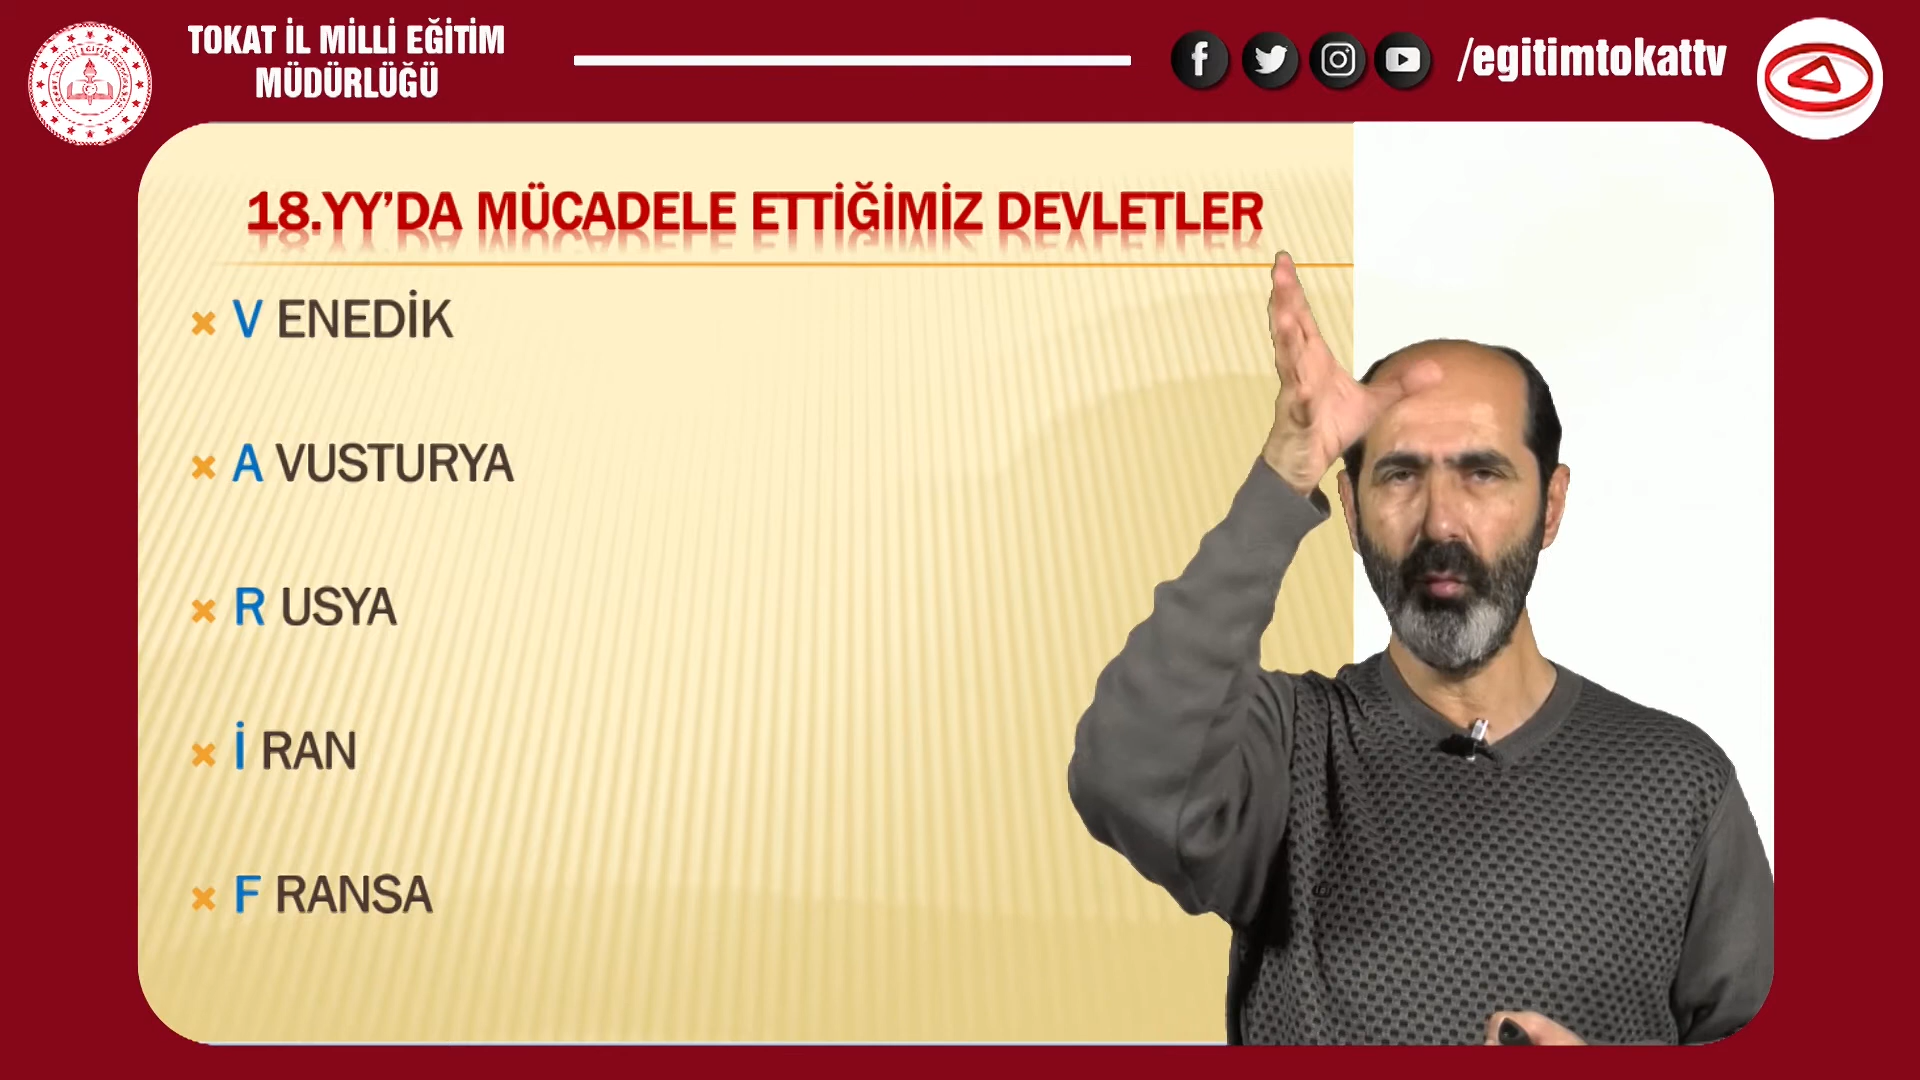 TOKAT İL MİLLİ EĞİTİM
MÜDÜRLÜĞÜ
/egitimtokattv
18.YY’DA MÜCADELE ETTİĞİMİZ DEVLETLER
V ENEDİK
A VUSTURYA
R USYA
İ RAN
F RANSA